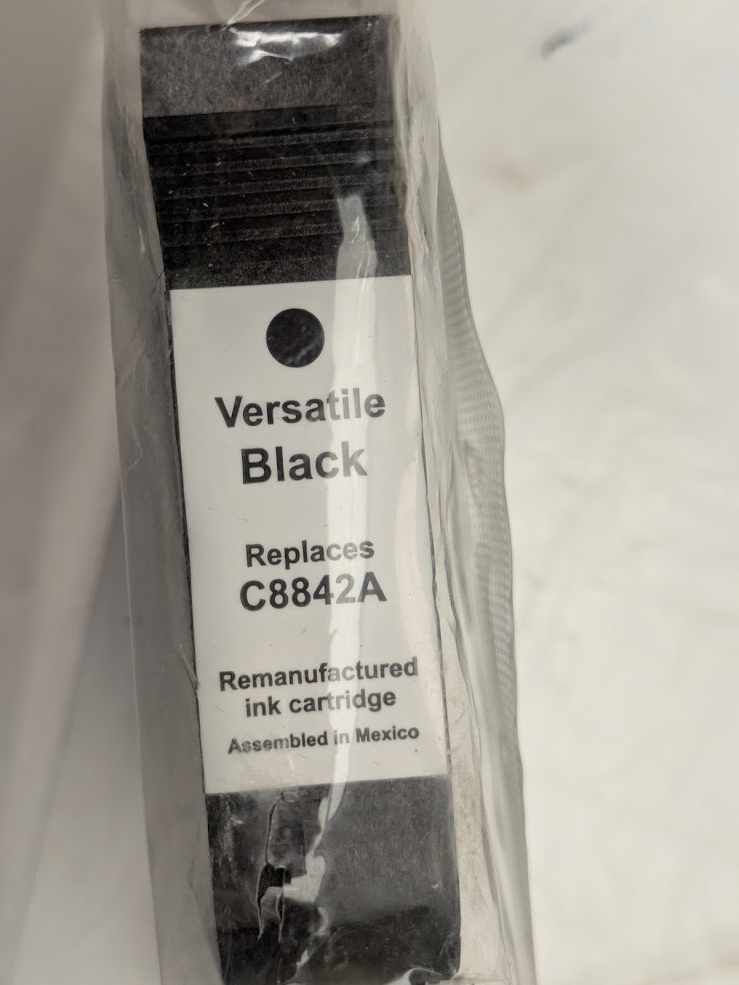 Versatile
Black
Replaces
C8842A
Remanufactured
ink cartridge
Assembled in Mexico